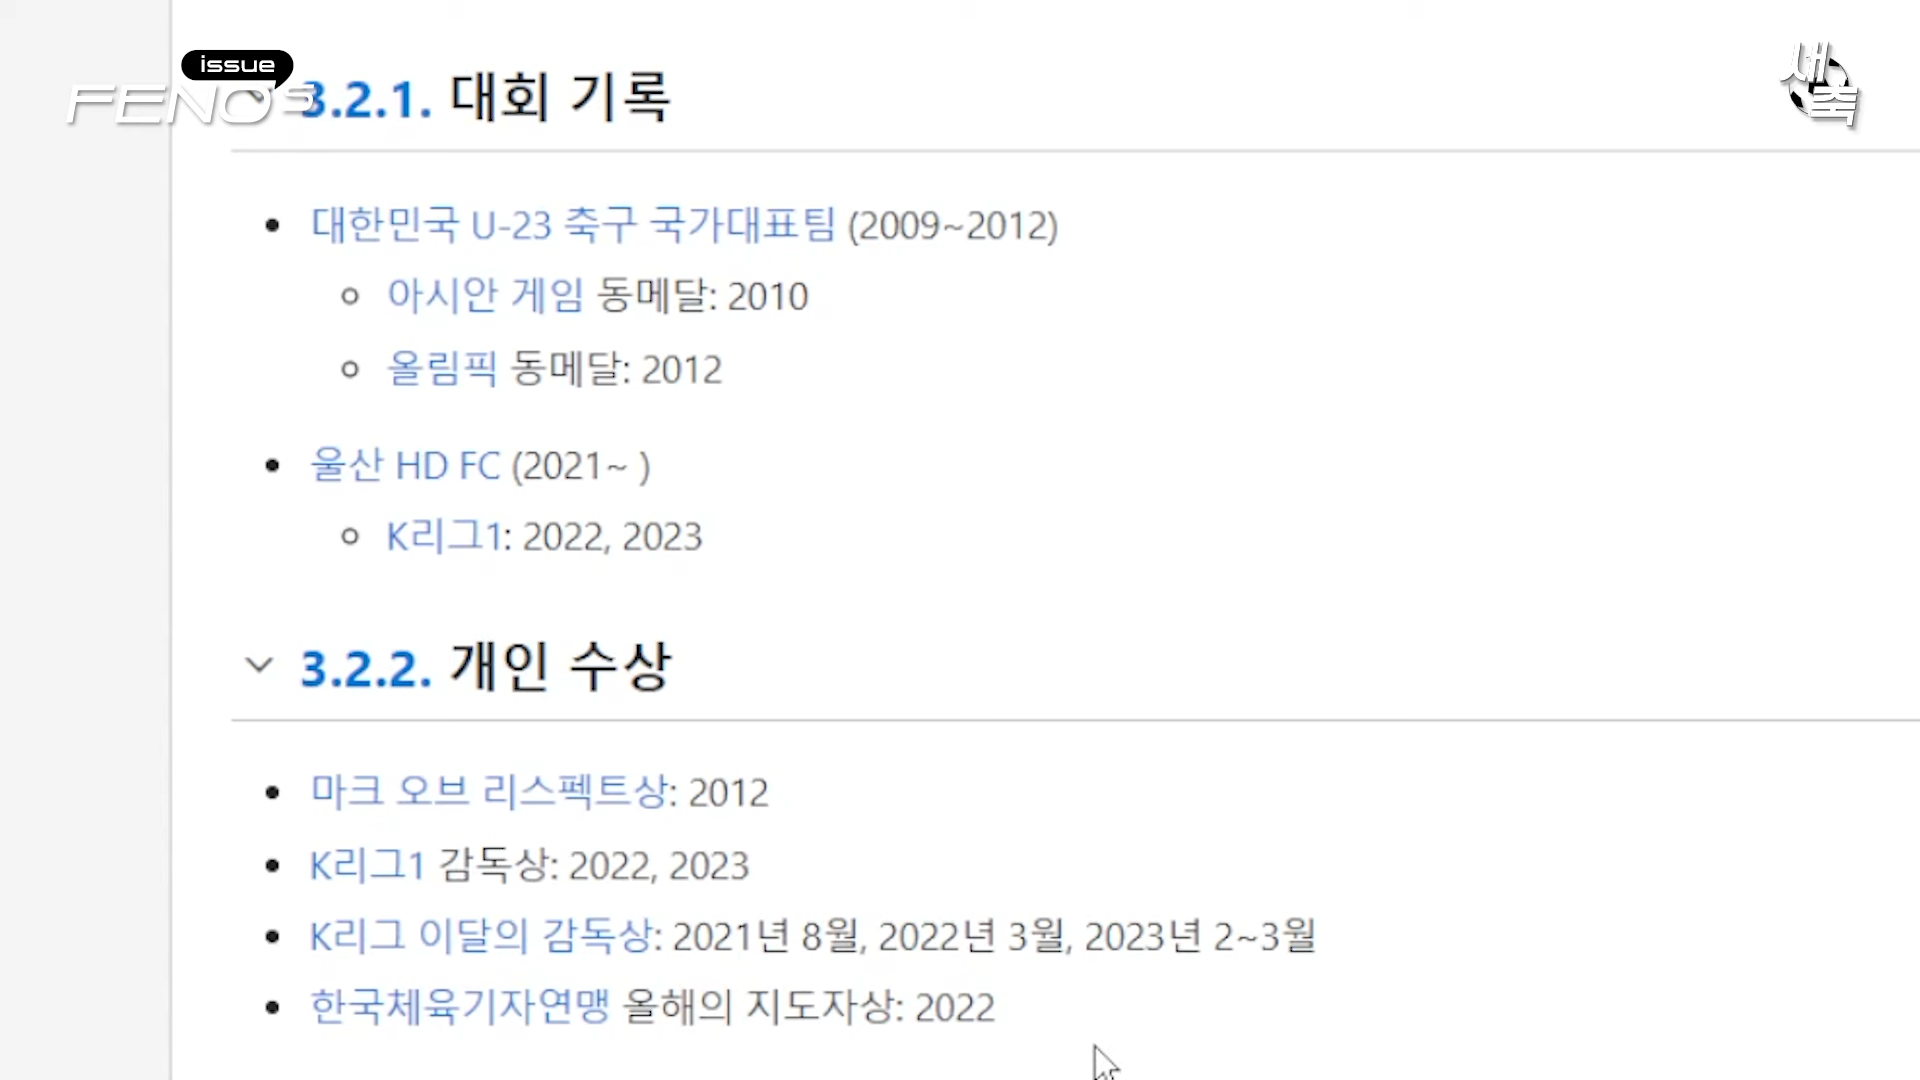 issue
FENOS
새축
3.2.1. 대회 기록
대한민국 U-23 축구 국가대표팀 (2009~2012)
아시안 게임 동메달: 2010
올림픽 동메달: 2012
울산 HD FC (2021~ )
K리그1: 2022, 2023
3.2.2. 개인 수상
마크 오브 리스펙트상: 2012
K리그1 감독상: 2022, 2023
K리그 이달의 감독상: 2021년 8월, 2022년 3월, 2023년 2~3월
한국체육기자연맹 올해의 지도자상: 2022